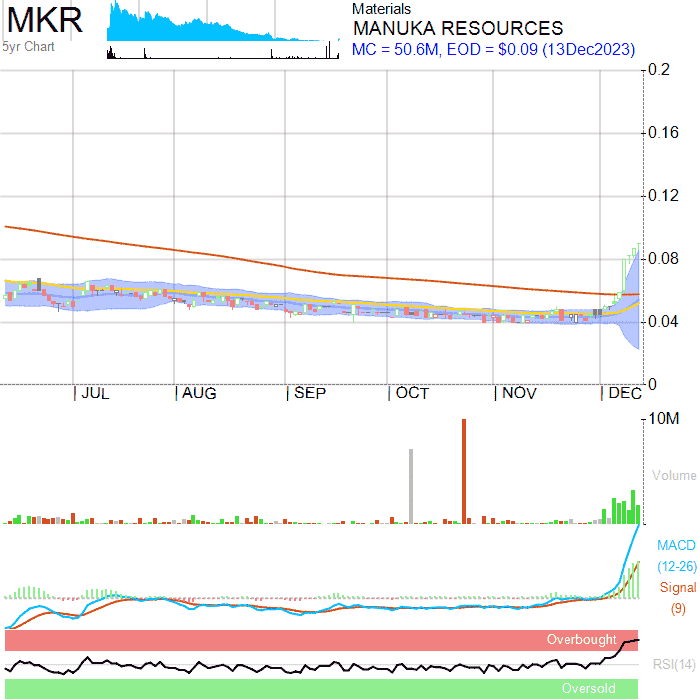 MKR
5yr Chart
Materials
MANUKA RESOURCES
MC = 50.6M, EOD = $0.09 (13Dec2023)
0.2
0.16
0.12
0.08
0.04
0
JUL AUG SEP OCT NOV DEC
10M
Volume
MACD
(12-26)
Signal
(9)
Overbought
RSI(14)
Oversold